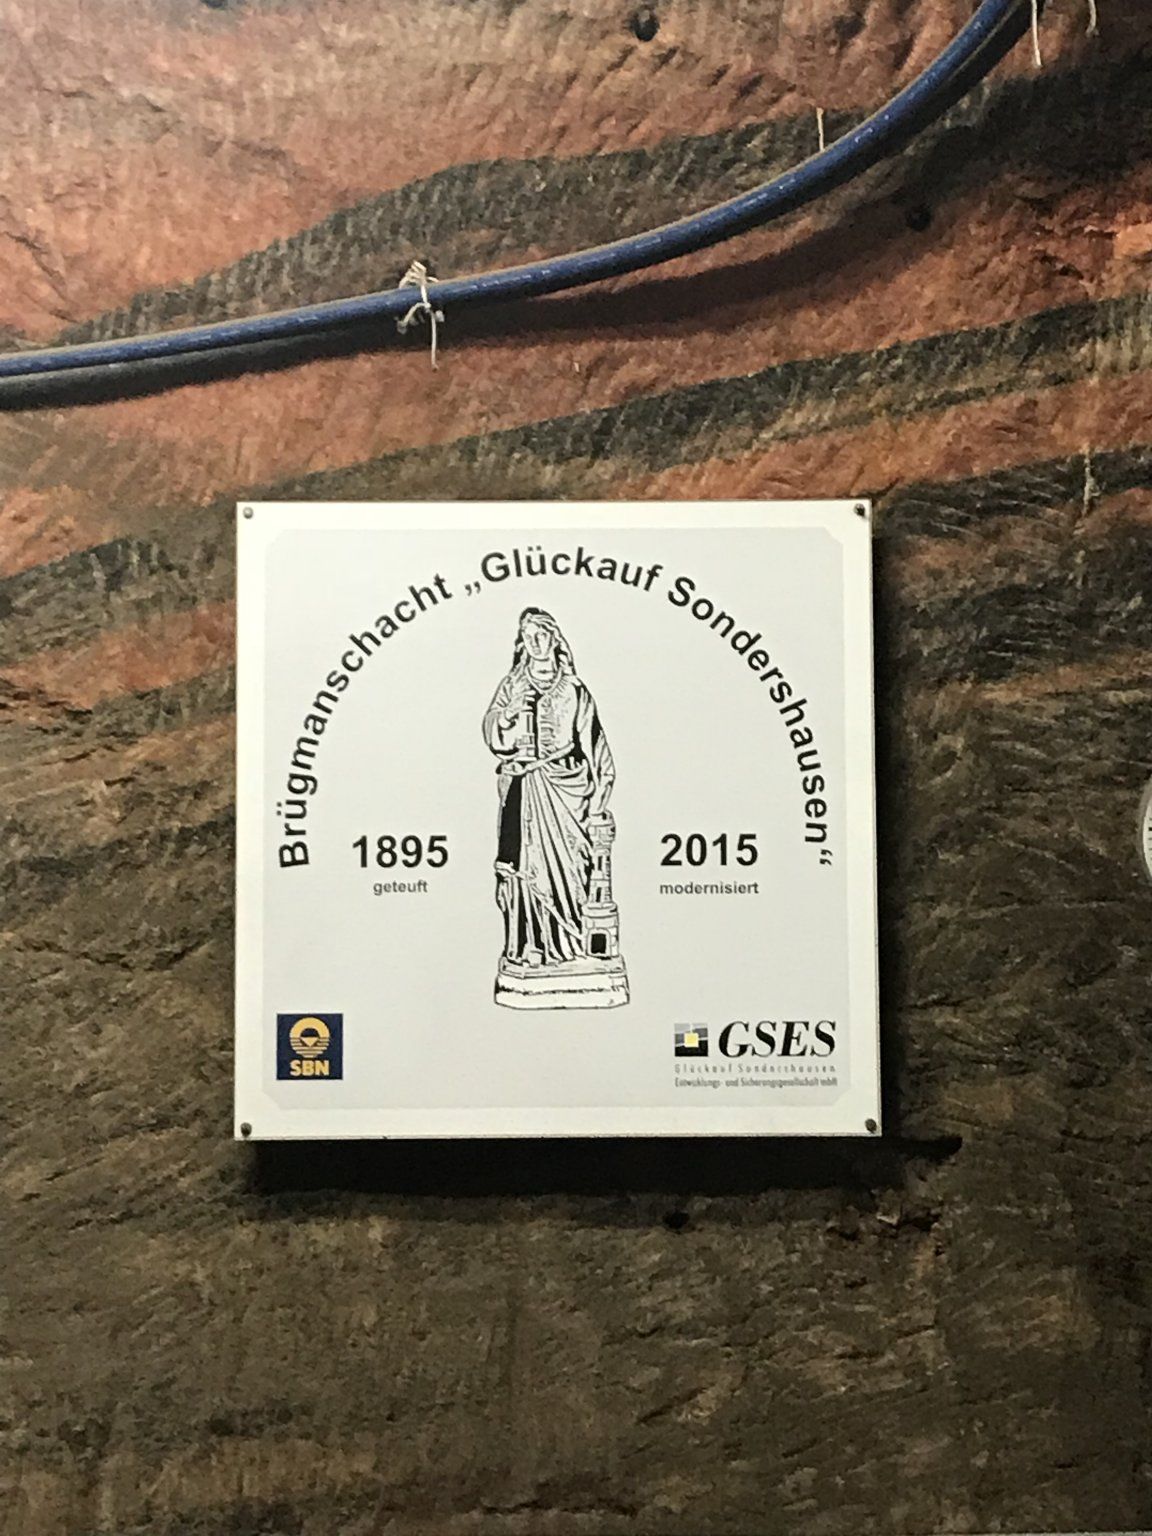 Brügmanschacht „Glückauf Sondershausen“
1895
geteuft
2015
modernisiert
SBN
GSES
Glückauf Sondershausen
Entwicklungs- und Sicherungsgesellschaft mbH